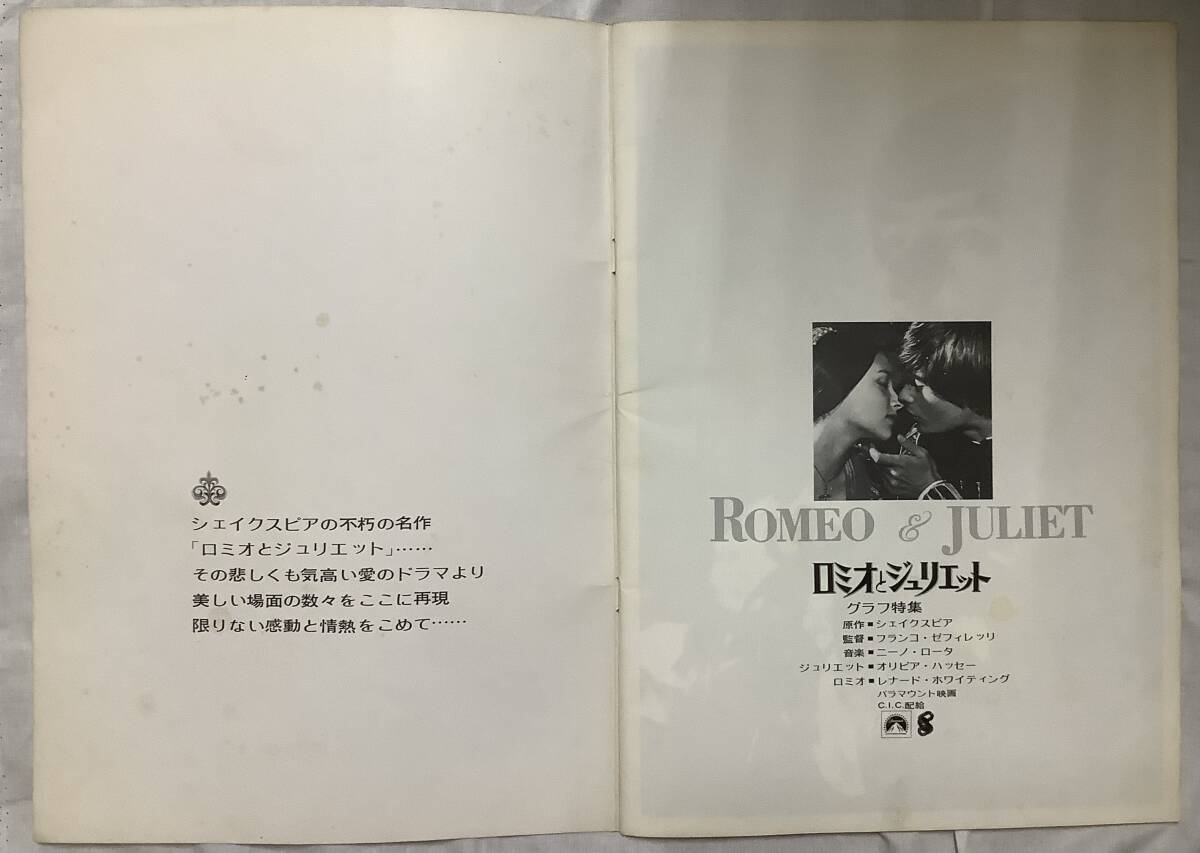 シェイクスピアの不朽の名作
「ロミオとジュリエット」……
その悲しくも気高い愛のドラマより
美しい場面の数々をここに再現
限りない感動と情熱をこめて……
ROMEO & JULIET
ロミオとジュリエット
グラフ特集
原作■シェイクスピア
監督■フランコ・ゼフィレッリ
音楽■ニーノ・ロータ
ジュリエット■オリビア・ハッセー
ロミオ■レナード・ホワイティング
パラマウント映画
C.I.C.配給